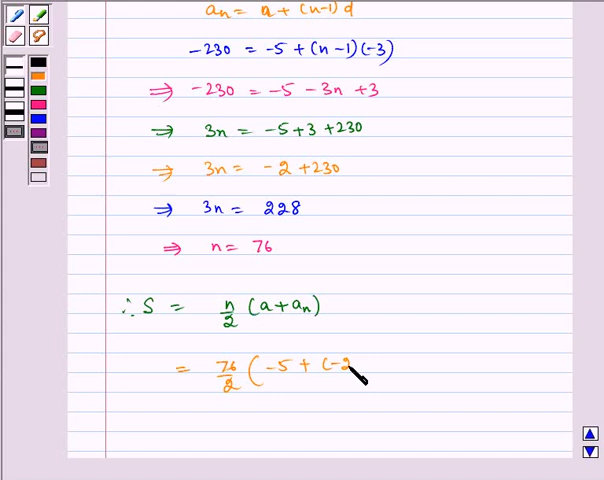 aₙ = a + (n-1) d
-230 = -5 + (n-1)(-3)
⇒ -230 = -5 - 3n + 3
⇒ 3n = -5+3+230
⇒ 3n = -2+230
⇒ 3n = 228
⇒ n = 76
∴ S = n/2 (a+aₙ)
= 76/2 (-5 + (-2